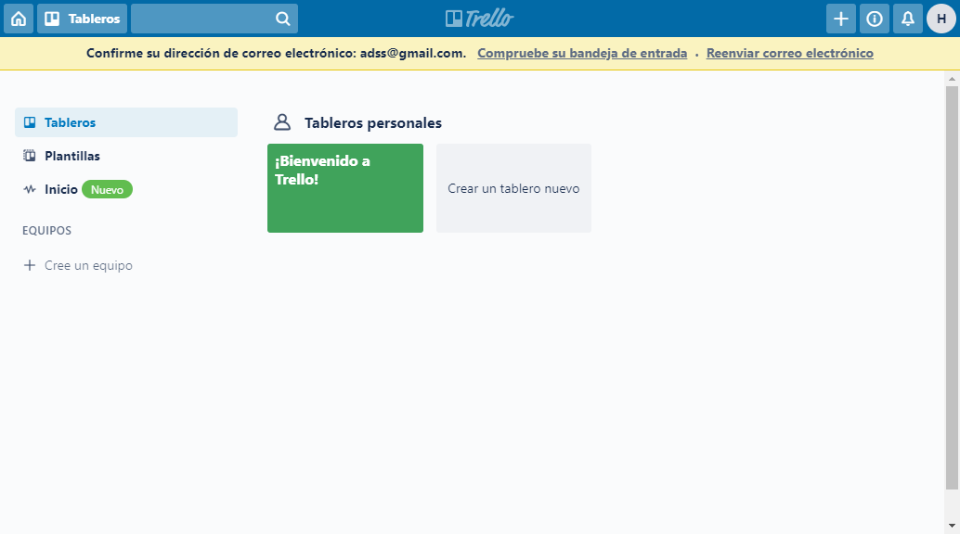 Tableros
Trello
H
Confirme su dirección de correo electrónico: adss@gmail.com. Compruebe su bandeja de entrada • Reenviar correo electrónico
Tableros
Plantillas
Inicio Nuevo
EQUIPOS
Cree un equipo
Tableros personales
¡Bienvenido a
Trello!
Crear un tablero nuevo